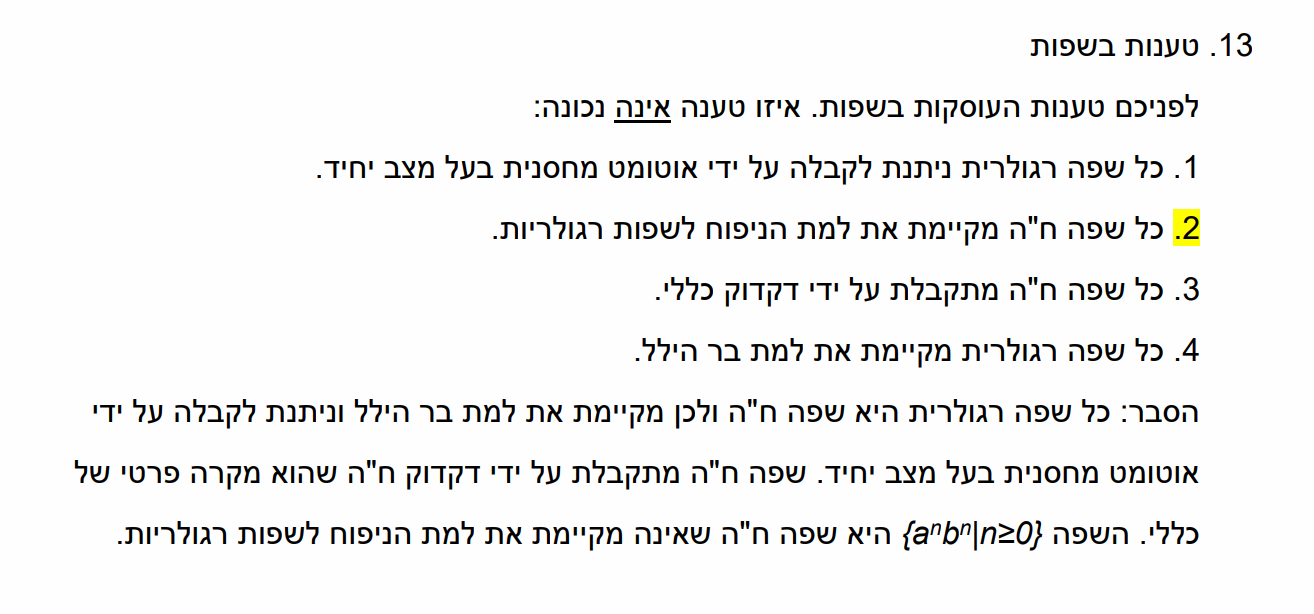 13. טענות בשפות
לפניכם טענות העוסקות בשפות. איזו טענה אינה נכונה:
1. כל שפה רגולרית ניתנת לקבלה על ידי אוטומט מחסנית בעל מצב יחיד.
2. כל שפה ח"ה מקיימת את למת הניפוח לשפות רגולריות.
3. כל שפה ח"ה מתקבלת על ידי דקדוק כללי.
4. כל שפה רגולרית מקיימת את למת בר הילל.
הסבר: כל שפה רגולרית היא שפה ח"ה ולכן מקיימת את למת בר הילל וניתנת לקבלה על ידי
אוטומט מחסנית בעל מצב יחיד. שפה ח"ה מתקבלת על ידי דקדוק ח"ה שהוא מקרה פרטי של
כללי. השפה {aⁿbⁿ|n≥0} היא שפה ח"ה שאינה מקיימת את למת הניפוח לשפות רגולריות.